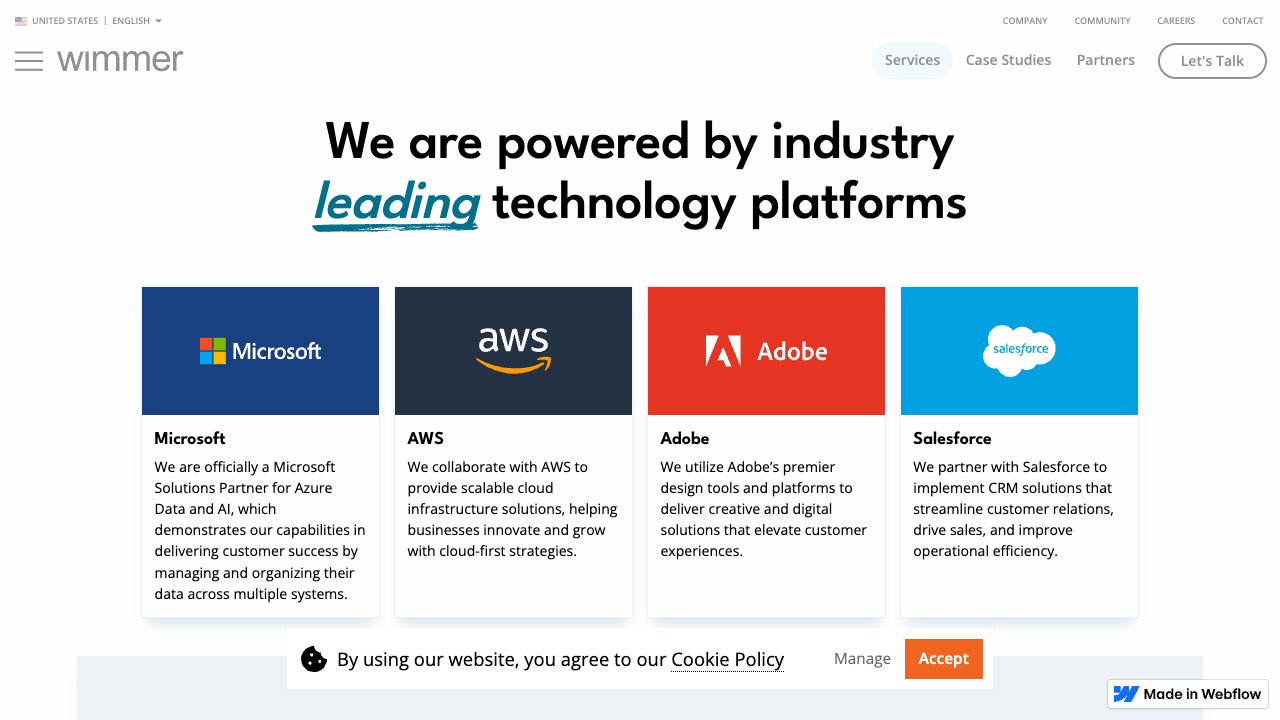 UNITED STATES | ENGLISH
COMPANY COMMUNITY CAREERS CONTACT
wimmer
Services Case Studies Partners Let's Talk
We are powered by industry
leading technology platforms
Microsoft
aws
Adobe
salesforce
Microsoft
We are officially a Microsoft
Solutions Partner for Azure
Data and AI, which
demonstrates our capabilities in
delivering customer success by
managing and organizing their
data across multiple systems.
AWS
We collaborate with AWS to
provide scalable cloud
infrastructure solutions, helping
businesses innovate and grow
with cloud-first strategies.
Adobe
We utilize Adobe’s premier
design tools and platforms to
deliver creative and digital
solutions that elevate customer
experiences.
Salesforce
We partner with Salesforce to
implement CRM solutions that
streamline customer relations,
drive sales, and improve
operational efficiency.
By using our website, you agree to our Cookie Policy
Manage
Accept
Made in Webflow